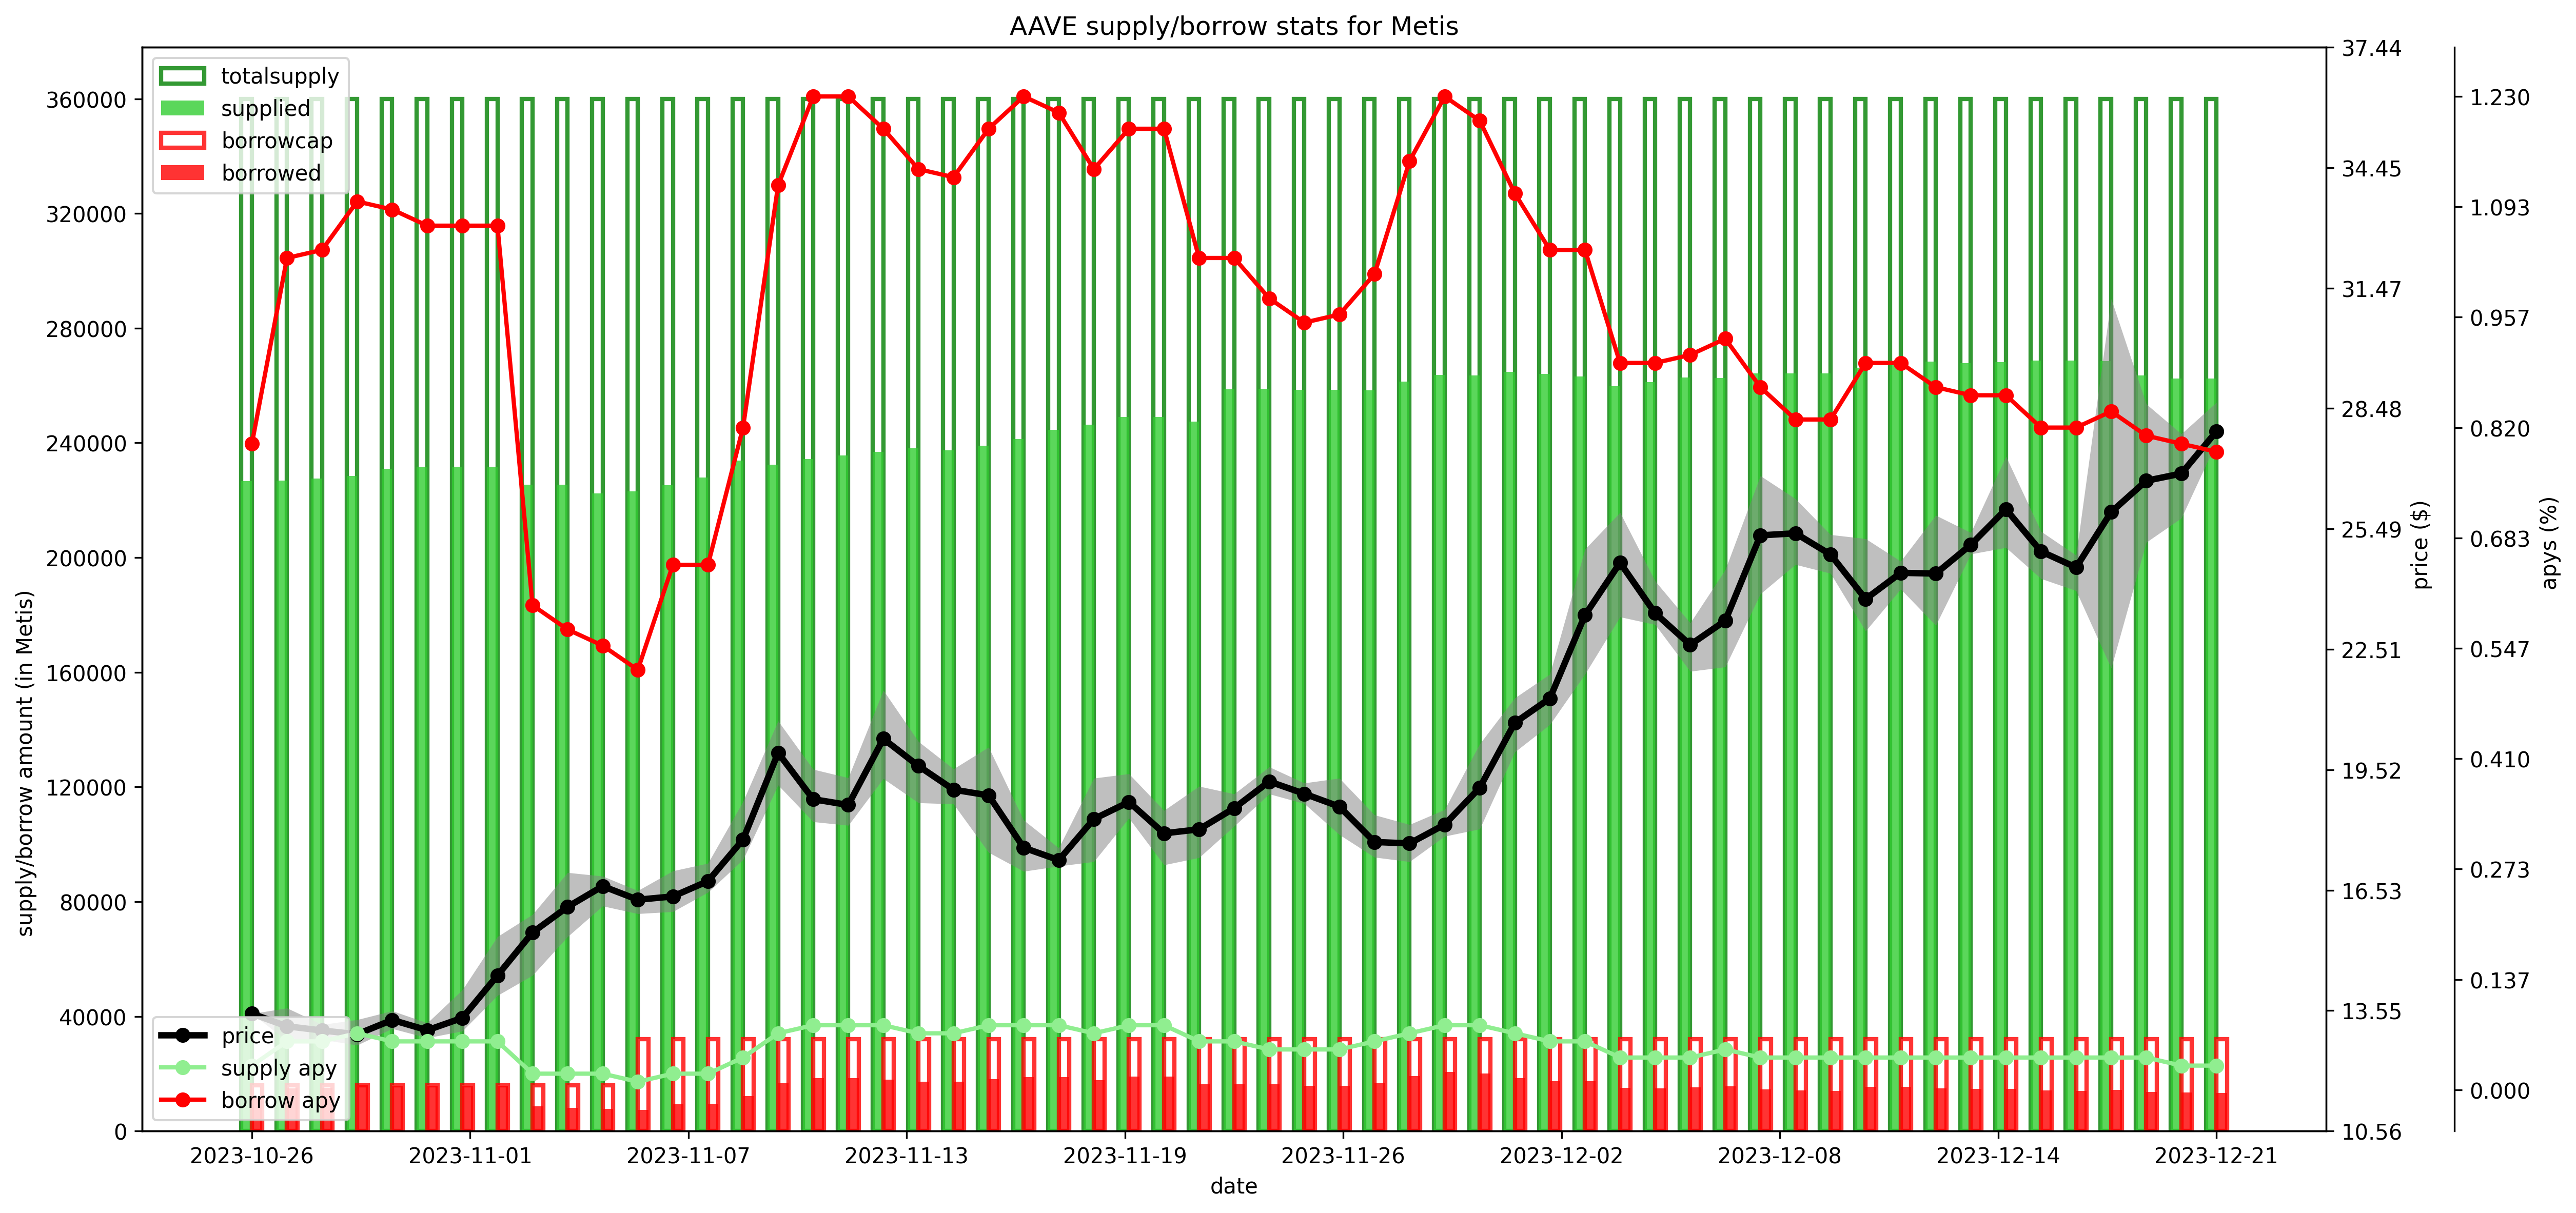 AAVE supply/borrow stats for Metis
totalsupply
supplied
borrowcap
borrowed
price
supply apy
borrow apy
supply/borrow amount (in Metis)
360000
320000
280000
240000
200000
160000
120000
80000
40000
0
37.44
34.45
31.47
28.48
25.49
22.51
19.52
16.53
13.55
10.56
price ($)
1.230
1.093
0.957
0.820
0.683
0.547
0.410
0.273
0.137
0.000
apys (%)
2023-10-26 2023-11-01 2023-11-07 2023-11-13 2023-11-19 2023-11-26 2023-12-02 2023-12-08 2023-12-14 2023-12-21
date